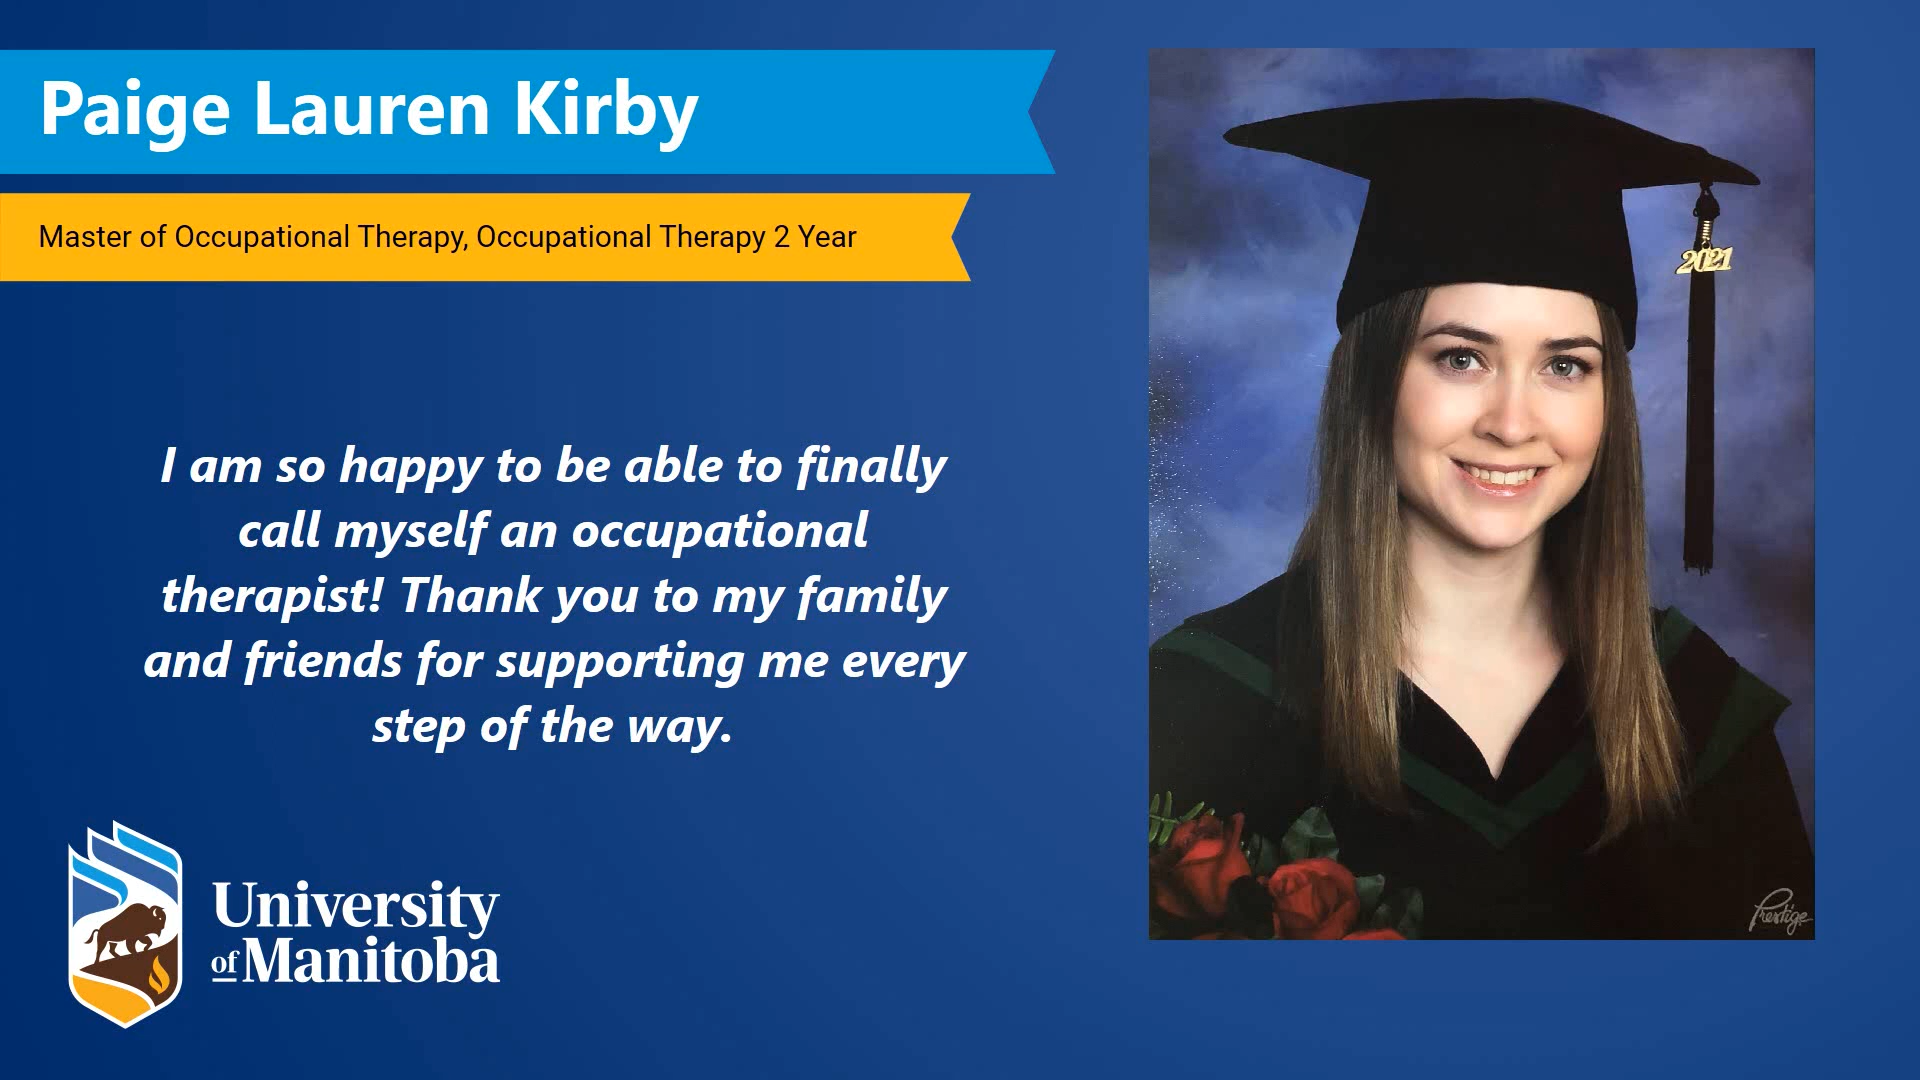 Paige Lauren Kirby
Master of Occupational Therapy, Occupational Therapy 2 Year
I am so happy to be able to finally
call myself an occupational
therapist! Thank you to my family
and friends for supporting me every
step of the way.
University
of Manitoba
2021
Prestige